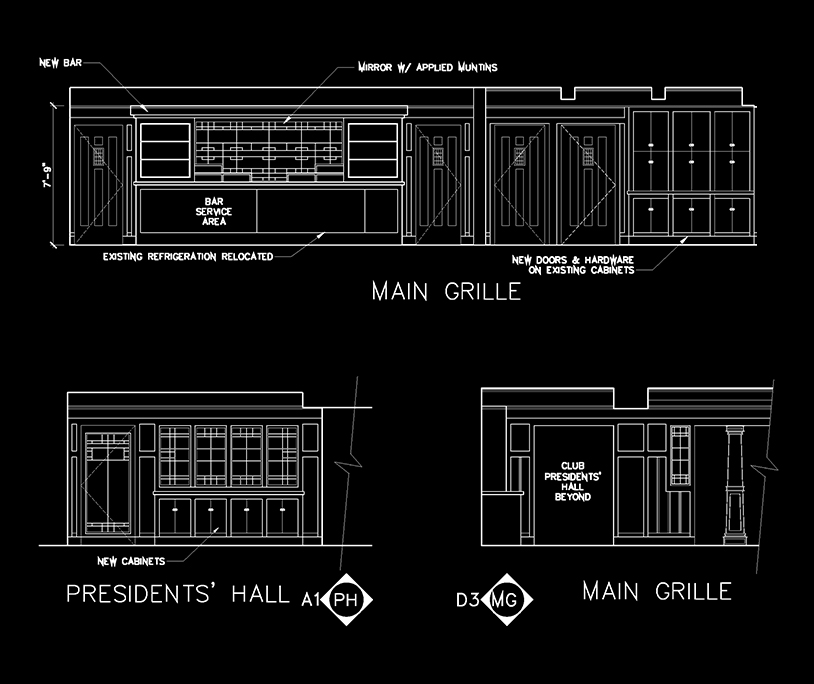 NEW BAR
MIRROR W/ APPLIED MUNTINS
7'-9"
BAR
SERVICE
AREA
EXISTING REFRIGERATION RELOCATED
NEW DOORS & HARDWARE
ON EXISTING CABINETS
MAIN GRILLE
CLUB
PRESIDENTS'
HALL
BEYOND
NEW CABINETS
PRESIDENTS' HALL A1 PH
D3 MG MAIN GRILLE